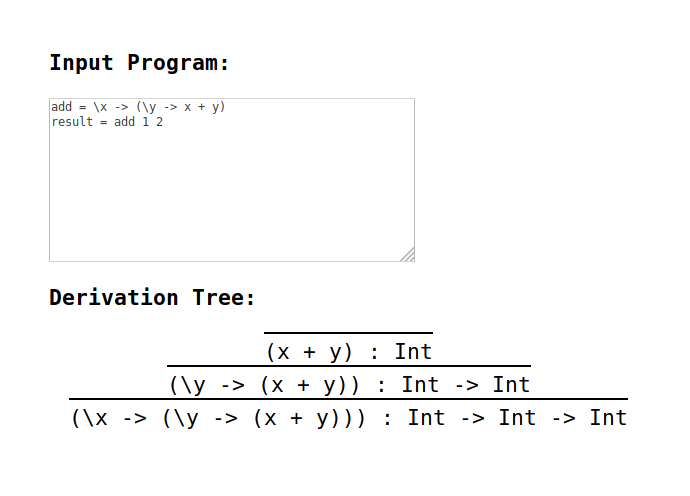 Input Program:
add = \x -> (\y -> x + y)
result = add 1 2
Derivation Tree:
(x + y) : Int
(\y -> (x + y)) : Int -> Int
(\x -> (\y -> (x + y))) : Int -> Int -> Int